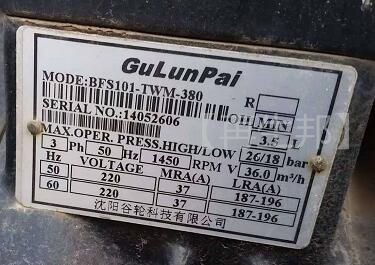 GuLunPai
MODE:BFS101-TWM-380 R
SERIAL NO.:14052606 OIL MIN 3.5
MAX.OPER. PRESS.HIGH/LOW 26/18 bar
3 Ph 50 Hz 1450 RPM V 36.0 m³/h
Hz VOLTAGE MRA(A) LRA(A)
50 220 37 187-196
60 220 37 187-196
沈阳谷轮科技有限公司